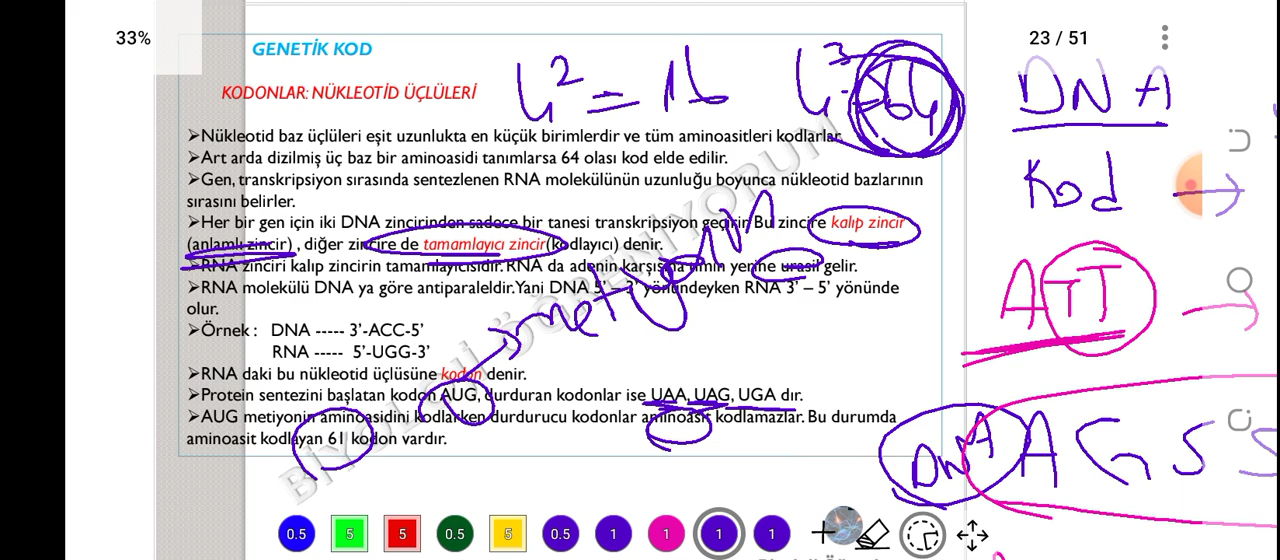 33%
23 / 51
GENETİK KOD
4² = 16 4³ = 64
DNA
KODONLAR: NÜKLEOTİD ÜÇLÜLERİ
➢Nükleotid baz üçlüleri eşit uzunlukta en küçük birimlerdir ve tüm aminoasitleri kodlarlar.
➢Art arda dizilmiş üç baz bir aminoasidi tanımlarsa 64 olası kod elde edilir.
Kod
➢Gen, transkripsiyon sırasında sentezlenen RNA molekülünün uzunluğu boyunca nükleotid bazlarının
sırasını belirler.
➢Her bir gen için iki DNA zincirinden sadece bir tanesi transkripsiyon geçirir. Bu zincire kalıp zincir
(anlamlı zincir) , diğer zincire de tamamlayıcı zincir(kodlayıcı) denir.
➢RNA zinciri kalıp zincirin tamamlayıcısıdır. RNA da adenin karşısına timin yerine urasil gelir.
➢RNA molekülü DNA ya göre antiparaleldir. Yani DNA 5' – 3' yönündeyken RNA 3' – 5' yönünde
olur.
ATT
➢Örnek : DNA ----- 3'-ACC-5'
RNA ----- 5'-UGG-3'
➢RNA daki bu nükleotid üçlüsüne kodon denir.
➢Protein sentezini başlatan kodon AUG, durduran kodonlar ise UAA, UAG, UGA dır.
➢AUG metiyonin aminoasidini kodlarken durdurucu kodonlar aminoasit kodlamazlar. Bu durumda
aminoasit kodlayan 61 kodon vardır.
DNA
AGS
BİYOLOJİ ÖĞRENİYORUM
0.5 5 5 0.5 5 0.5 1 1 1 1